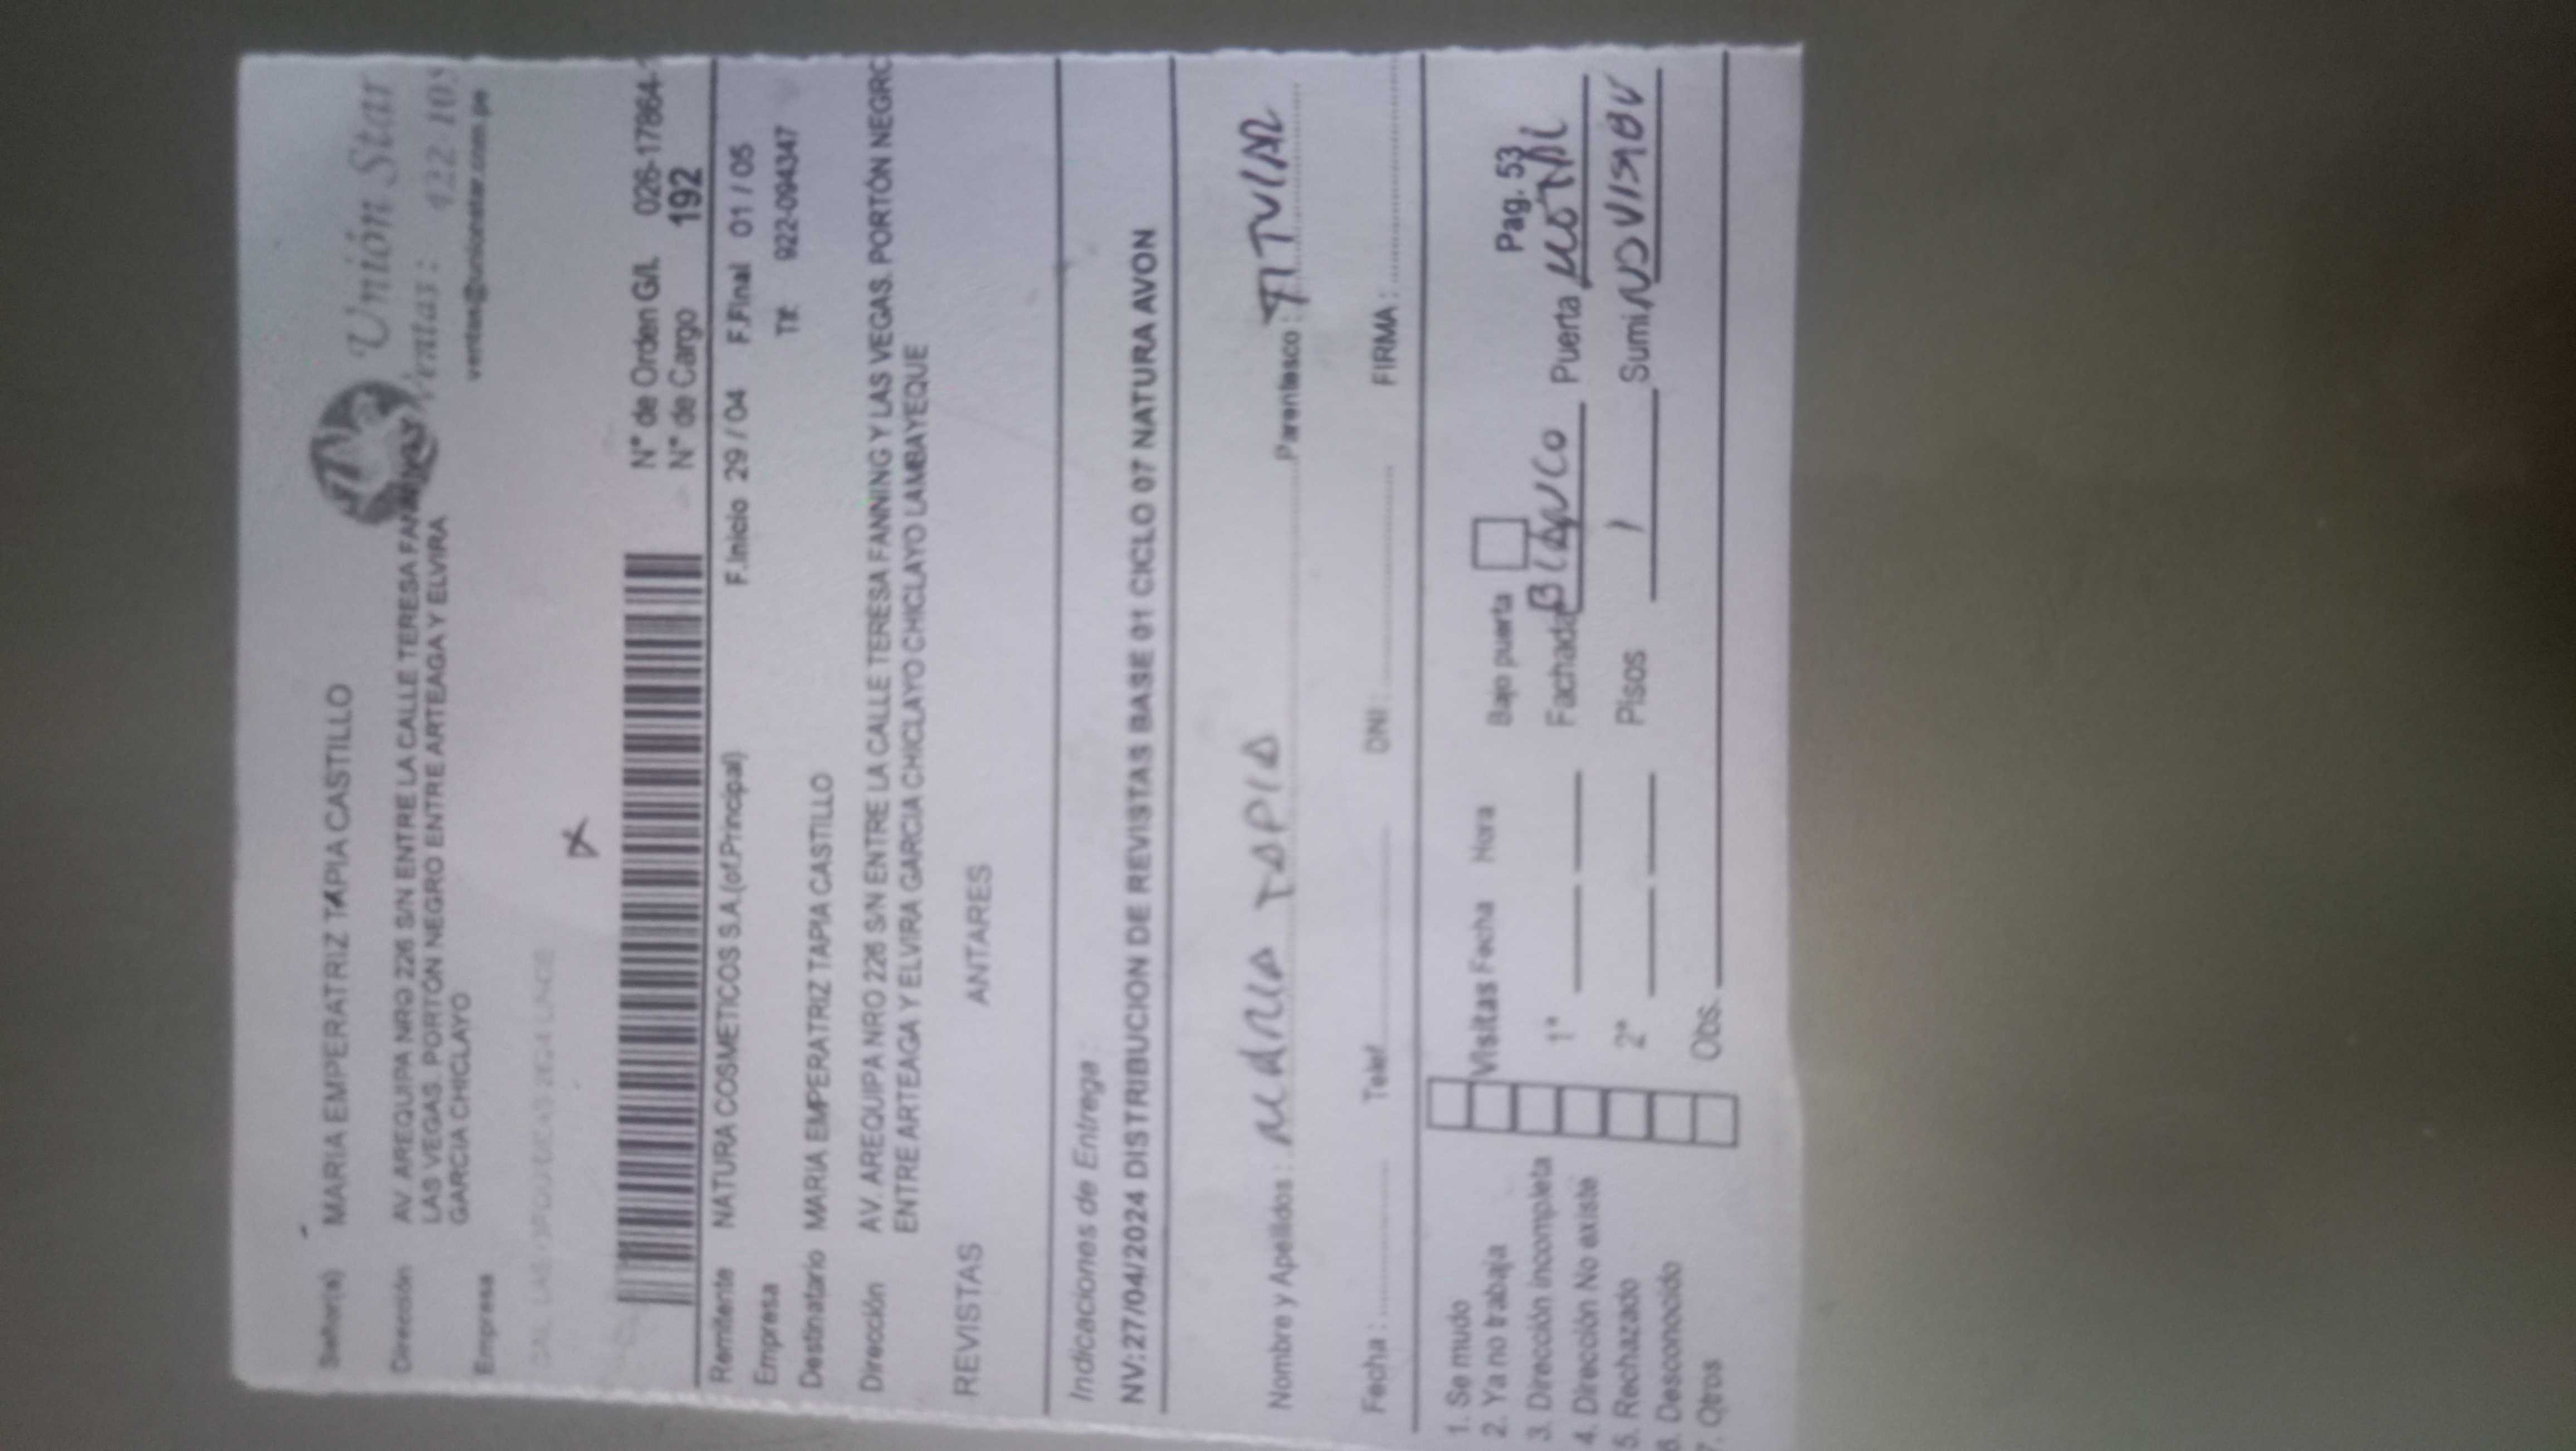 Unión Star
Ventas: 422-105
ventas@unionstar.com.pe
Señor(a) MARIA EMPERATRIZ TAPIA CASTILLO
Dirección AV. AREQUIPA NRO 226 S/N ENTRE LA CALLE TERESA FANNING Y
LAS VEGAS. PORTÓN NEGRO ENTRE ARTEAGA Y ELVIRA
GARCIA CHICLAYO
Empresa
N° de Orden G/L 026-17864-
N° de Cargo 192
Remitente NATURA COSMETICOS S.A.(of.Principal) F.Inicio 29 / 04 F.Final 01 / 05
Empresa Tlf: 922-094347
Destinatario MARIA EMPERATRIZ TAPIA CASTILLO
Dirección AV. AREQUIPA NRO 226 S/N ENTRE LA CALLE TERESA FANNING Y LAS VEGAS. PORTÓN NEGRO
ENTRE ARTEAGA Y ELVIRA GARCIA CHICLAYO CHICLAYO LAMBAYEQUE
REVISTAS ANTARES
Indicaciones de Entrega :
NV:27/04/2024 DISTRIBUCION DE REVISTAS BASE 01 CICLO 07 NATURA AVON
Nombre y Apellidos : MARIA TAPIA Parentesco : TITULAR
Fecha : Telef. DNI : FIRMA :
1. Se mudo
2. Ya no trabaja Visitas Fecha Hora Bajo puerta Pag. 53
3. Dirección incompleta
4. Dirección No existe 1° Fachada BLANCO Puerta
5. Rechazado 2° Pisos 1 Sumi
6. Desconocido
7. Otros Obs.